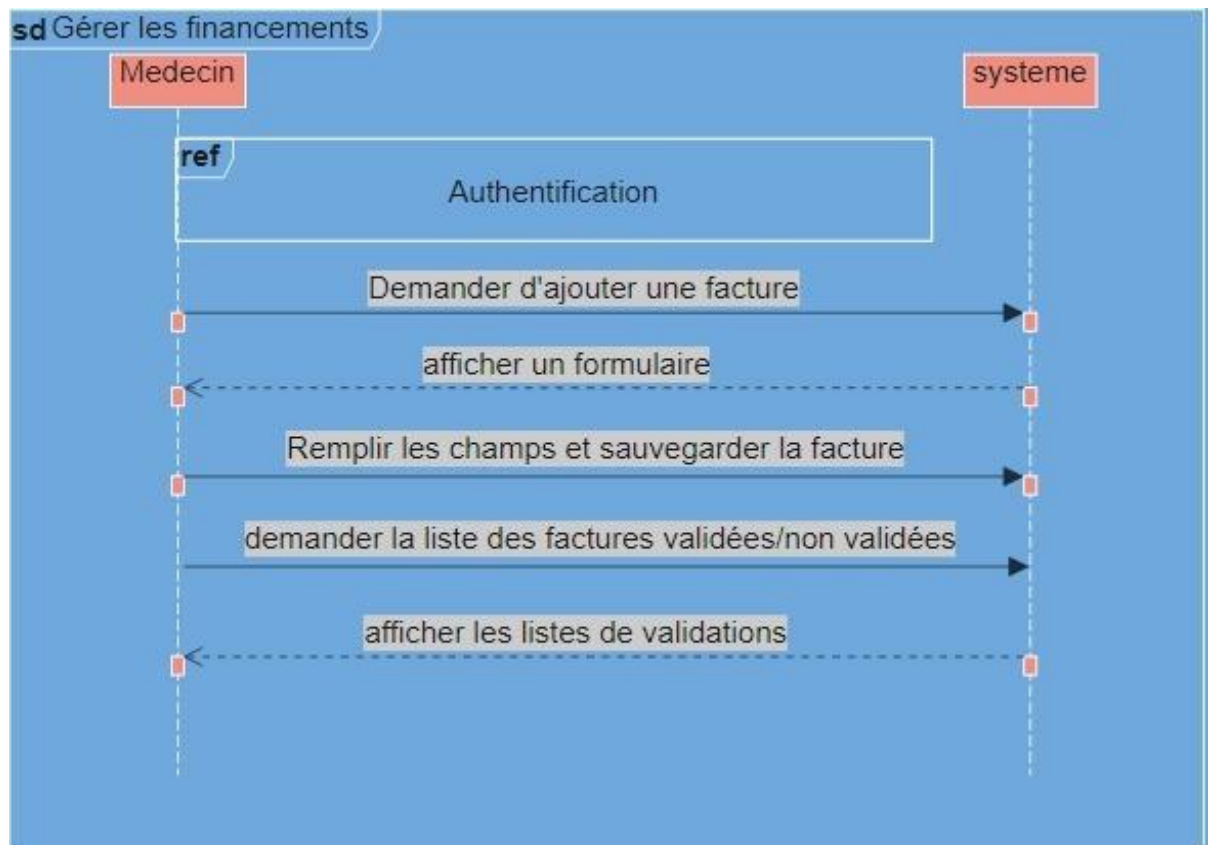 sd Gérer les financements
Medecin
systeme
ref
Authentification
Demander d'ajouter une facture
afficher un formulaire
Remplir les champs et sauvegarder la facture
demander la liste des factures validées/non validées
afficher les listes de validations